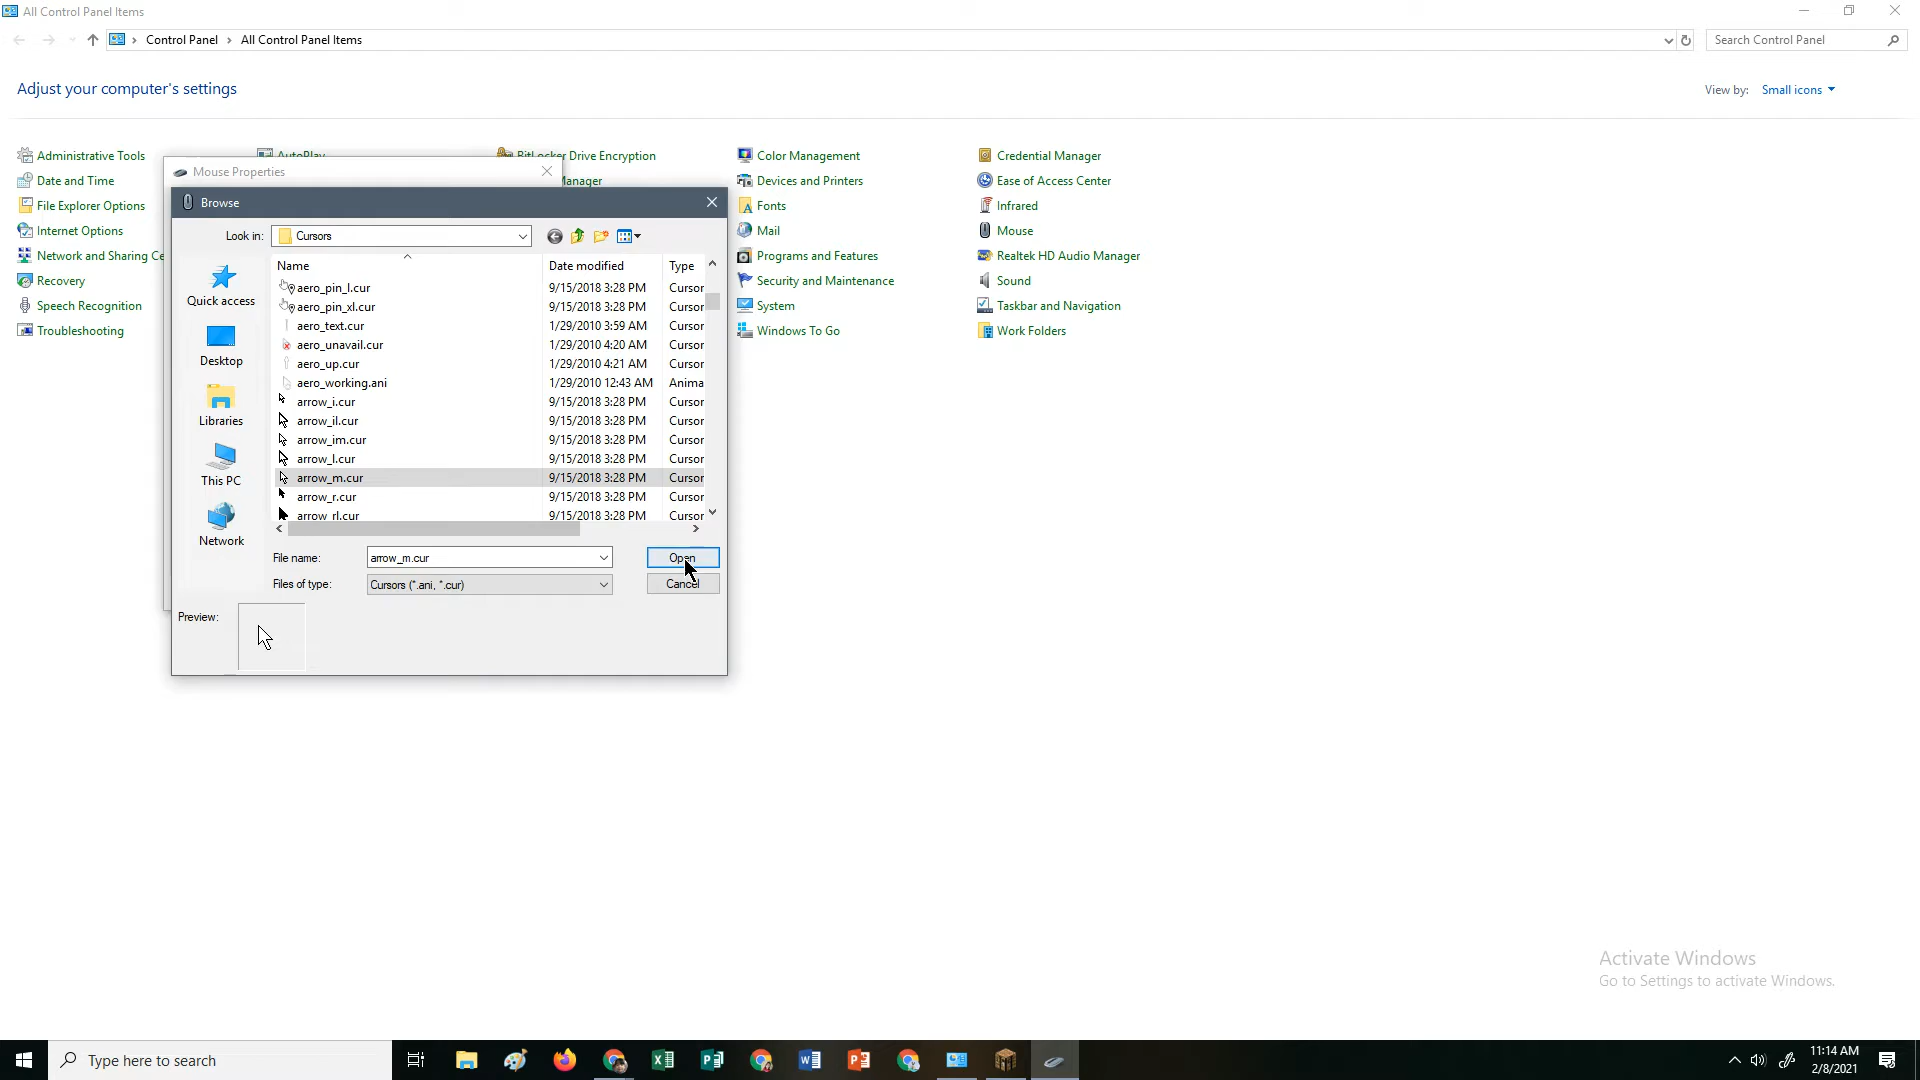 All Control Panel Items
Control Panel › All Control Panel Items
Search Control Panel
Adjust your computer's settings
View by: Small icons
Administrative Tools
AutoPlay
BitLocker Drive Encryption
Color Management
Credential Manager
Date and Time
Manager
Devices and Printers
Ease of Access Center
File Explorer Options
Fonts
Infrared
Internet Options
Mail
Mouse
Network and Sharing Ce
Programs and Features
Realtek HD Audio Manager
Recovery
Security and Maintenance
Sound
Speech Recognition
System
Taskbar and Navigation
Troubleshooting
Windows To Go
Work Folders
Mouse Properties
Browse
Look in: Cursors
Quick access
Desktop
Libraries
This PC
Network
Name Date modified Type
aero_pin_l.cur 9/15/2018 3:28 PM Cursor
aero_pin_xl.cur 9/15/2018 3:28 PM Cursor
aero_text.cur 1/29/2010 3:59 AM Cursor
aero_unavail.cur 1/29/2010 4:20 AM Cursor
aero_up.cur 1/29/2010 4:21 AM Cursor
aero_working.ani 1/29/2010 12:43 AM Anima
arrow_i.cur 9/15/2018 3:28 PM Cursor
arrow_il.cur 9/15/2018 3:28 PM Cursor
arrow_im.cur 9/15/2018 3:28 PM Cursor
arrow_l.cur 9/15/2018 3:28 PM Cursor
arrow_m.cur 9/15/2018 3:28 PM Cursor
arrow_r.cur 9/15/2018 3:28 PM Cursor
arrow_rl.cur 9/15/2018 3:28 PM Cursor
File name: arrow_m.cur Open
Files of type: Cursors (*.ani, *.cur) Cancel
Preview:
Activate Windows
Go to Settings to activate Windows.
Type here to search
11:14 AM
2/8/2021